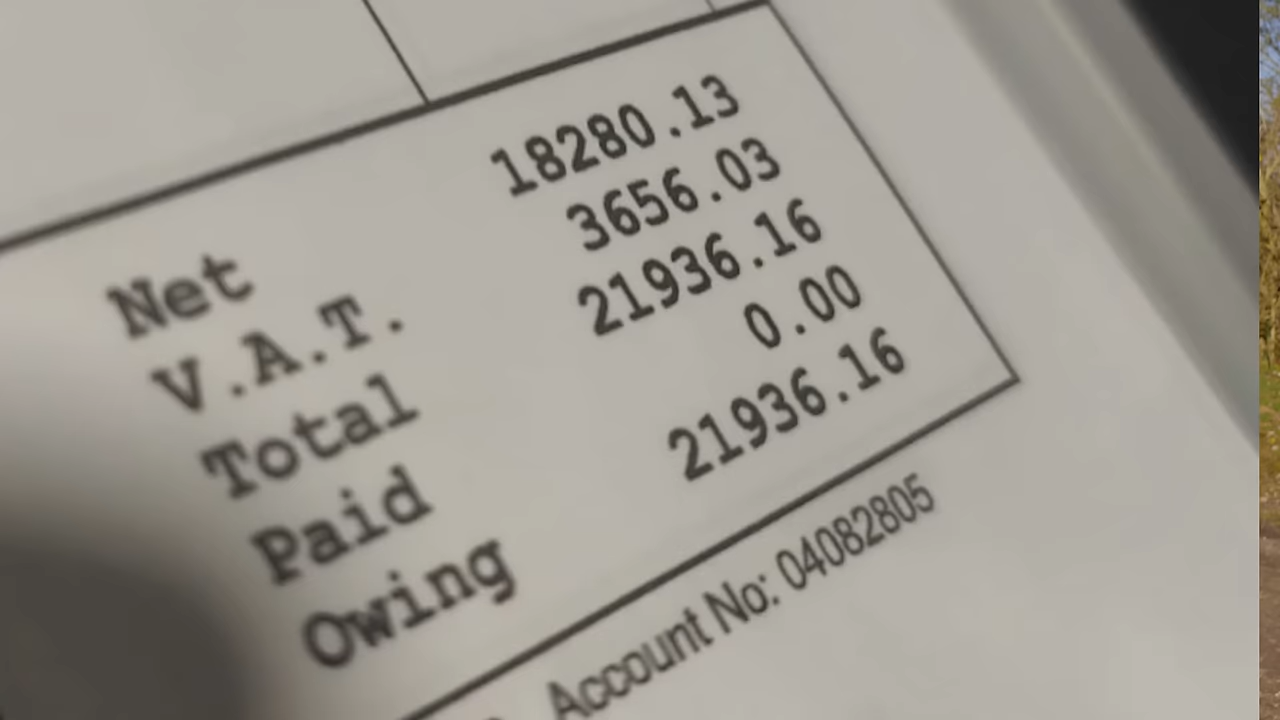 Net 18280.13
V.A.T. 3656.03
Total 21936.16
Paid 0.00
Owing 21936.16
Account No: 04082805